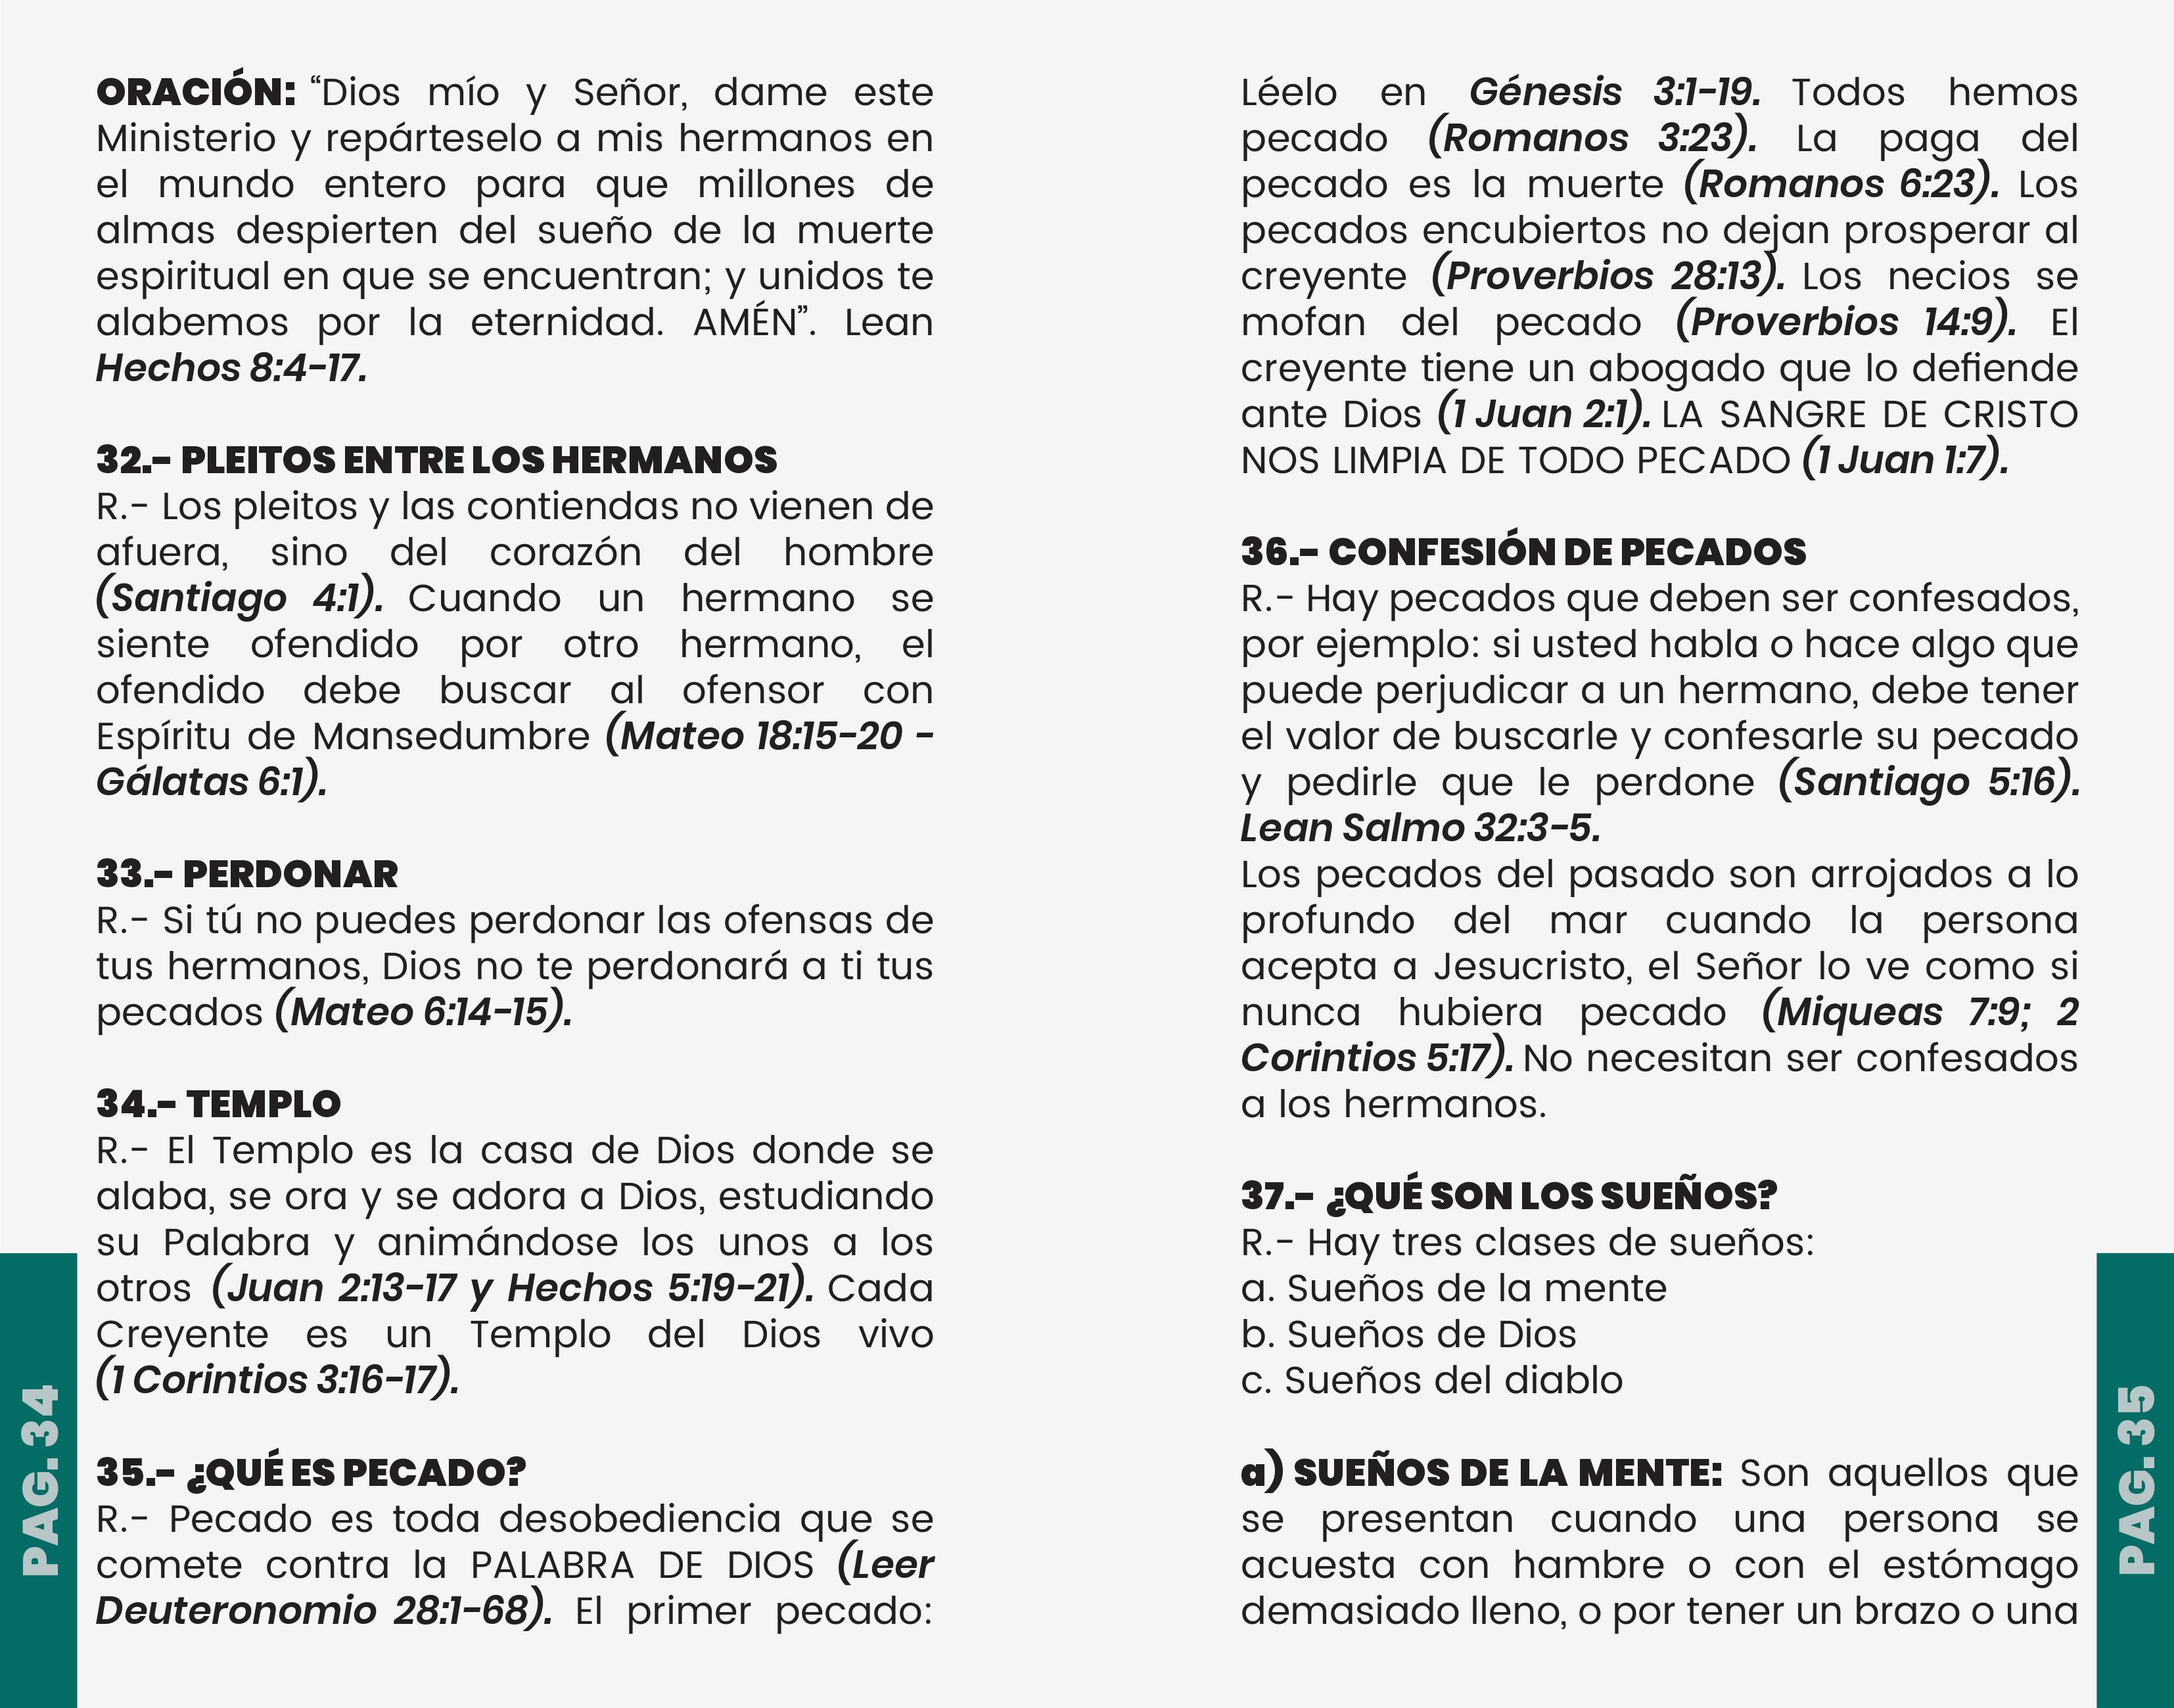 ORACIÓN: “Dios mío y Señor, dame este
Ministerio y repárteselo a mis hermanos en
el mundo entero para que millones de
almas despierten del sueño de la muerte
espiritual en que se encuentran; y unidos te
alabemos por la eternidad. AMÉN”. Lean
Hechos 8:4-17.
32.- PLEITOS ENTRE LOS HERMANOS
R.- Los pleitos y las contiendas no vienen de
afuera, sino del corazón del hombre
(Santiago 4:1). Cuando un hermano se
siente ofendido por otro hermano, el
ofendido debe buscar al ofensor con
Espíritu de Mansedumbre (Mateo 18:15-20 -
Gálatas 6:1).
33.- PERDONAR
R.- Si tú no puedes perdonar las ofensas de
tus hermanos, Dios no te perdonará a ti tus
pecados (Mateo 6:14-15).
34.- TEMPLO
R.- El Templo es la casa de Dios donde se
alaba, se ora y se adora a Dios, estudiando
su Palabra y animándose los unos a los
otros (Juan 2:13-17 y Hechos 5:19-21). Cada
Creyente es un Templo del Dios vivo
(1 Corintios 3:16-17).
35.- ¿QUÉ ES PECADO?
R.- Pecado es toda desobediencia que se
comete contra la PALABRA DE DIOS (Leer
Deuteronomio 28:1-68). El primer pecado:
PAG. 34
Léelo en Génesis 3:1-19. Todos hemos
pecado (Romanos 3:23). La paga del
pecado es la muerte (Romanos 6:23). Los
pecados encubiertos no dejan prosperar al
creyente (Proverbios 28:13). Los necios se
mofan del pecado (Proverbios 14:9). El
creyente tiene un abogado que lo defiende
ante Dios (1 Juan 2:1). LA SANGRE DE CRISTO
NOS LIMPIA DE TODO PECADO (1 Juan 1:7).
36.- CONFESIÓN DE PECADOS
R.- Hay pecados que deben ser confesados,
por ejemplo: si usted habla o hace algo que
puede perjudicar a un hermano, debe tener
el valor de buscarle y confesarle su pecado
y pedirle que le perdone (Santiago 5:16).
Lean Salmo 32:3-5.
Los pecados del pasado son arrojados a lo
profundo del mar cuando la persona
acepta a Jesucristo, el Señor lo ve como si
nunca hubiera pecado (Miqueas 7:9; 2
Corintios 5:17). No necesitan ser confesados
a los hermanos.
37.- ¿QUÉ SON LOS SUEÑOS?
R.- Hay tres clases de sueños:
a. Sueños de la mente
b. Sueños de Dios
c. Sueños del diablo
a) SUEÑOS DE LA MENTE: Son aquellos que
se presentan cuando una persona se
acuesta con hambre o con el estómago
demasiado lleno, o por tener un brazo o una
PAG. 35